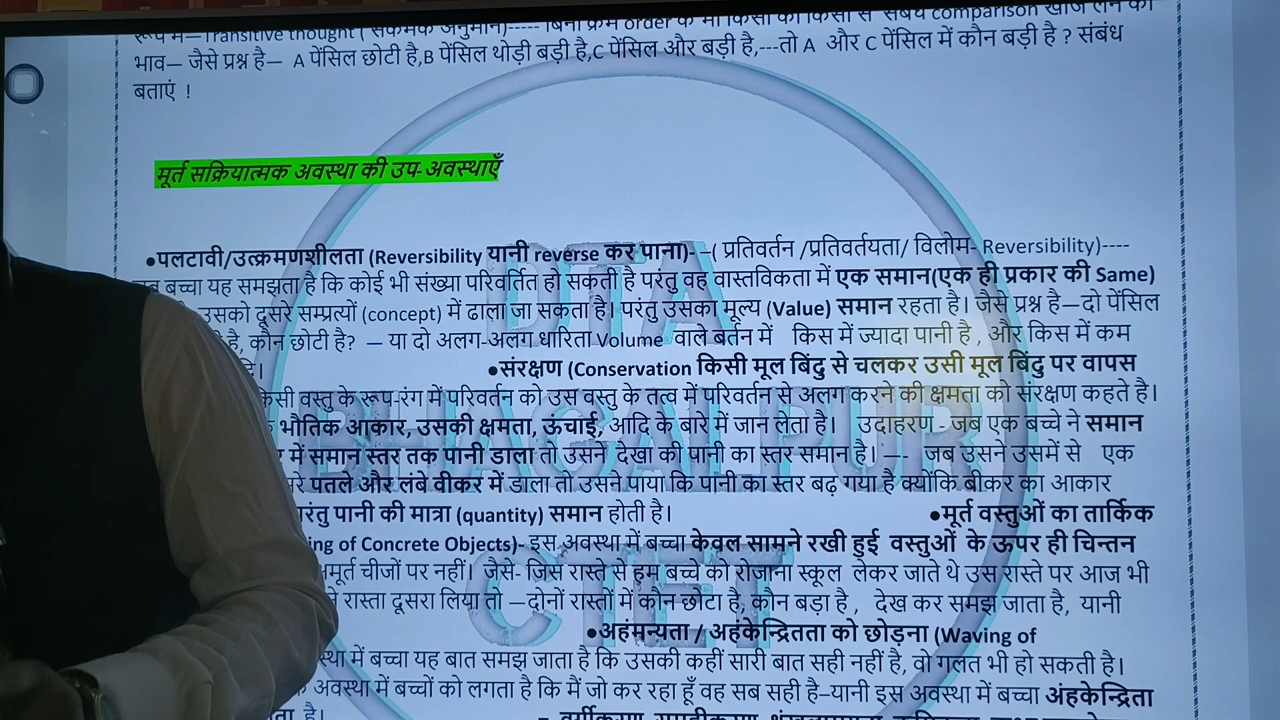 रूप में—Transitive thought ( सकर्मक अनुमान)----- बिना क्रम order के भी किसी का किसी से संबंध comparison खोज लेने की
भाव— जैसे प्रश्न है— A पेंसिल छोटी है,B पेंसिल थोड़ी बड़ी है,C पेंसिल और बड़ी है,---तो A और C पेंसिल में कौन बड़ी है ? संबंध
बताएं !
मूर्त सक्रियात्मक अवस्था की उप-अवस्थाएँ
●पलटावी/उत्क्रमणशीलता (Reversibility यानी reverse कर पाना)- –( प्रतिवर्तन /प्रतिवर्तयता/ विलोम- Reversibility)----
बच्चा यह समझता है कि कोई भी संख्या परिवर्तित हो सकती है परंतु वह वास्तविकता में एक समान(एक ही प्रकार की Same)
उसको दूसरे सम्प्रत्यों (concept) में ढाला जा सकता है। परंतु उसका मूल्य (Value) समान रहता है। जैसे प्रश्न है—दो पेंसिल
है, कौन छोटी है? — या दो अलग-अलग धारिता Volume वाले बर्तन में किस में ज्यादा पानी है , और किस में कम
है।
●संरक्षण (Conservation किसी मूल बिंदु से चलकर उसी मूल बिंदु पर वापस
किसी वस्तु के रूप-रंग में परिवर्तन को उस वस्तु के तत्व में परिवर्तन से अलग करने की क्षमता को संरक्षण कहते है।
भौतिक आकार, उसकी क्षमता, ऊंचाई, आदि के बारे में जान लेता है। उदाहरण - जब एक बच्चे ने समान
में समान स्तर तक पानी डाला तो उसने देखा की पानी का स्तर समान है। —- जब उसने उसमें से एक
पतले और लंबे वीकर में डाला तो उसने पाया कि पानी का स्तर बढ़ गया है क्योंकि बीकर का आकार
परंतु पानी की मात्रा (quantity) समान होती है।
●मूर्त वस्तुओं का तार्किक
of Concrete Objects)- इस अवस्था में बच्चा केवल सामने रखी हुई वस्तुओं के ऊपर ही चिन्तन
चीजों पर नहीं। जैसे- जिस रास्ते से हम बच्चे को रोजाना स्कूल लेकर जाते थे उस रास्ते पर आज भी
रास्ता दूसरा लिया तो —दोनों रास्तों में कौन छोटा है, कौन बड़ा है , देख कर समझ जाता है, यानी
●अहंमन्यता / अहंकेन्द्रितता को छोड़ना (Waving of
में बच्चा यह बात समझ जाता है कि उसकी कहीं सारी बात सही नहीं है, वो गलत भी हो सकती है।
अवस्था में बच्चों को लगता है कि मैं जो कर रहा हूँ वह सब सही है–यानी इस अवस्था में बच्चा अंहकेन्द्रिता
है।
DTA
BHAGALPUR
CTET